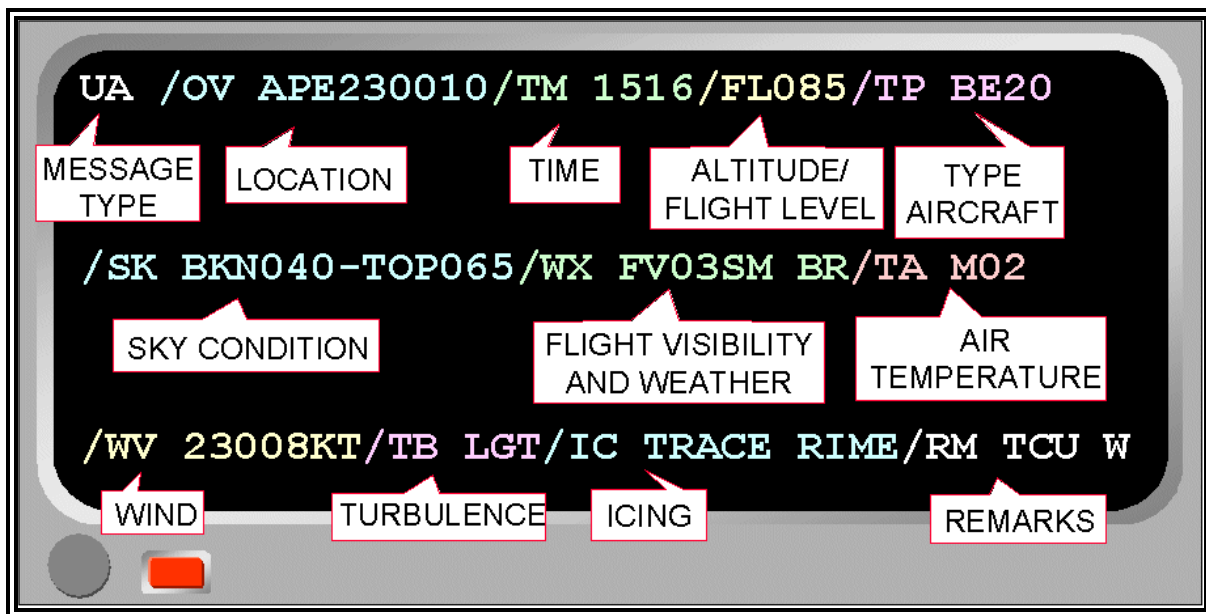 UA /OV APE230010/TM 1516/FL085/TP BE20
MESSAGE
TYPE
LOCATION
TIME
ALTITUDE/
FLIGHT LEVEL
TYPE
AIRCRAFT
/SK BKN040-TOP065/WX FV03SM BR/TA M02
SKY CONDITION
FLIGHT VISIBILITY
AND WEATHER
AIR
TEMPERATURE
/WV 23008KT/TB LGT/IC TRACE RIME/RM TCU W
WIND
TURBULENCE
ICING
REMARKS